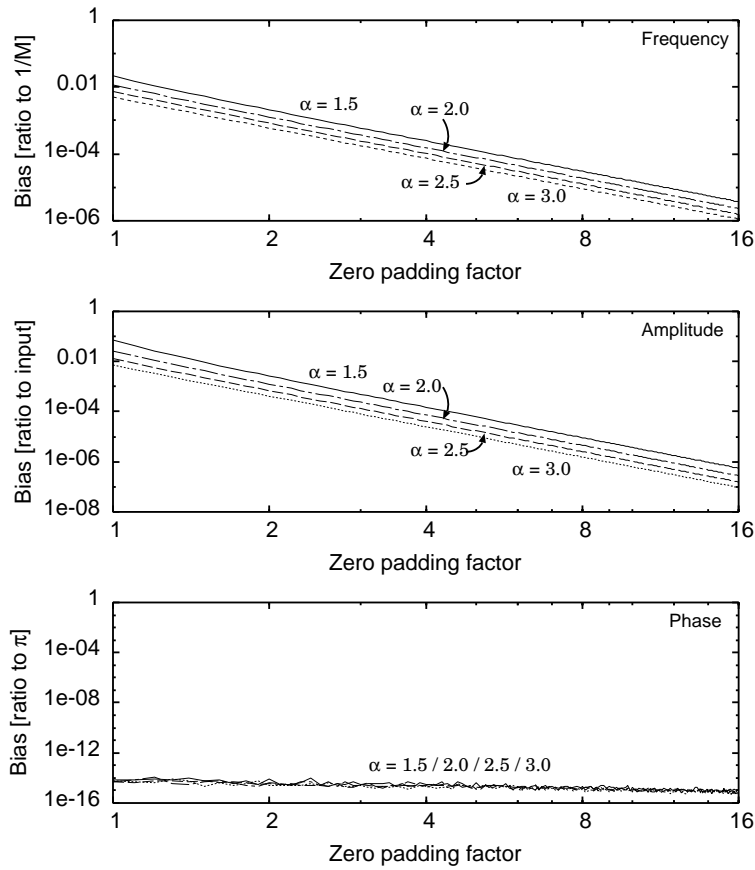 1
Frequency
0.01
α = 1.5
α = 2.0
1e-04
α = 2.5
α = 3.0
1e-06
Bias [ratio to 1/M]
1 2 4 8 16
Zero padding factor
1
Amplitude
0.01
α = 1.5
α = 2.0
1e-04
α = 2.5
1e-06
α = 3.0
1e-08
Bias [ratio to input]
1 2 4 8 16
Zero padding factor
1
Phase
1e-04
1e-08
1e-12
α = 1.5 / 2.0 / 2.5 / 3.0
1e-16
Bias [ratio to π]
1 2 4 8 16
Zero padding factor